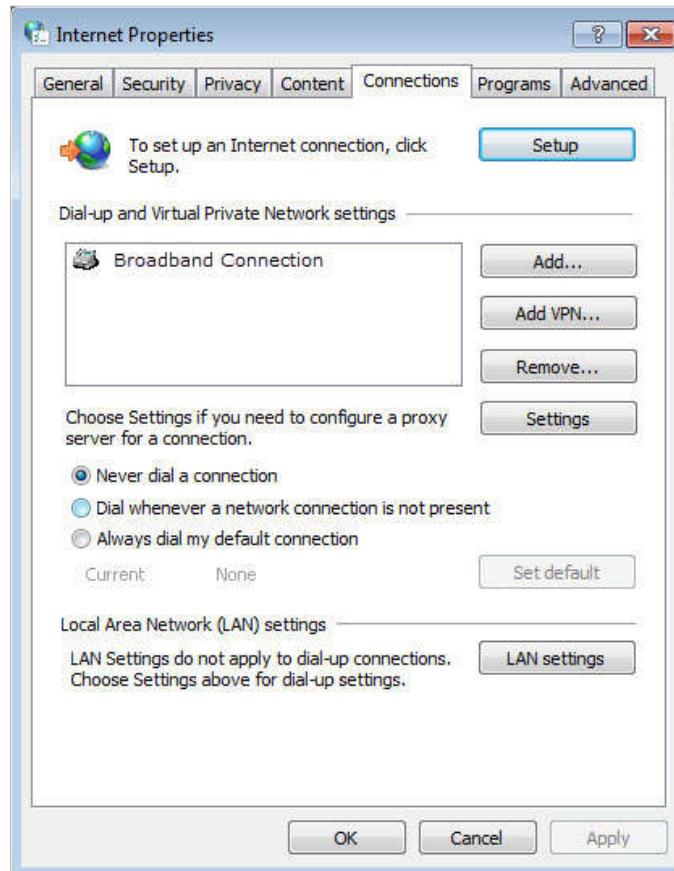 Internet Properties
General Security Privacy Content Connections Programs Advanced
To set up an Internet connection, click
Setup.
Setup
Dial-up and Virtual Private Network settings
Broadband Connection
Add...
Add VPN...
Remove...
Choose Settings if you need to configure a proxy
server for a connection.
Settings
Never dial a connection
Dial whenever a network connection is not present
Always dial my default connection
Current None
Set default
Local Area Network (LAN) settings
LAN Settings do not apply to dial-up connections.
Choose Settings above for dial-up settings.
LAN settings
OK Cancel Apply